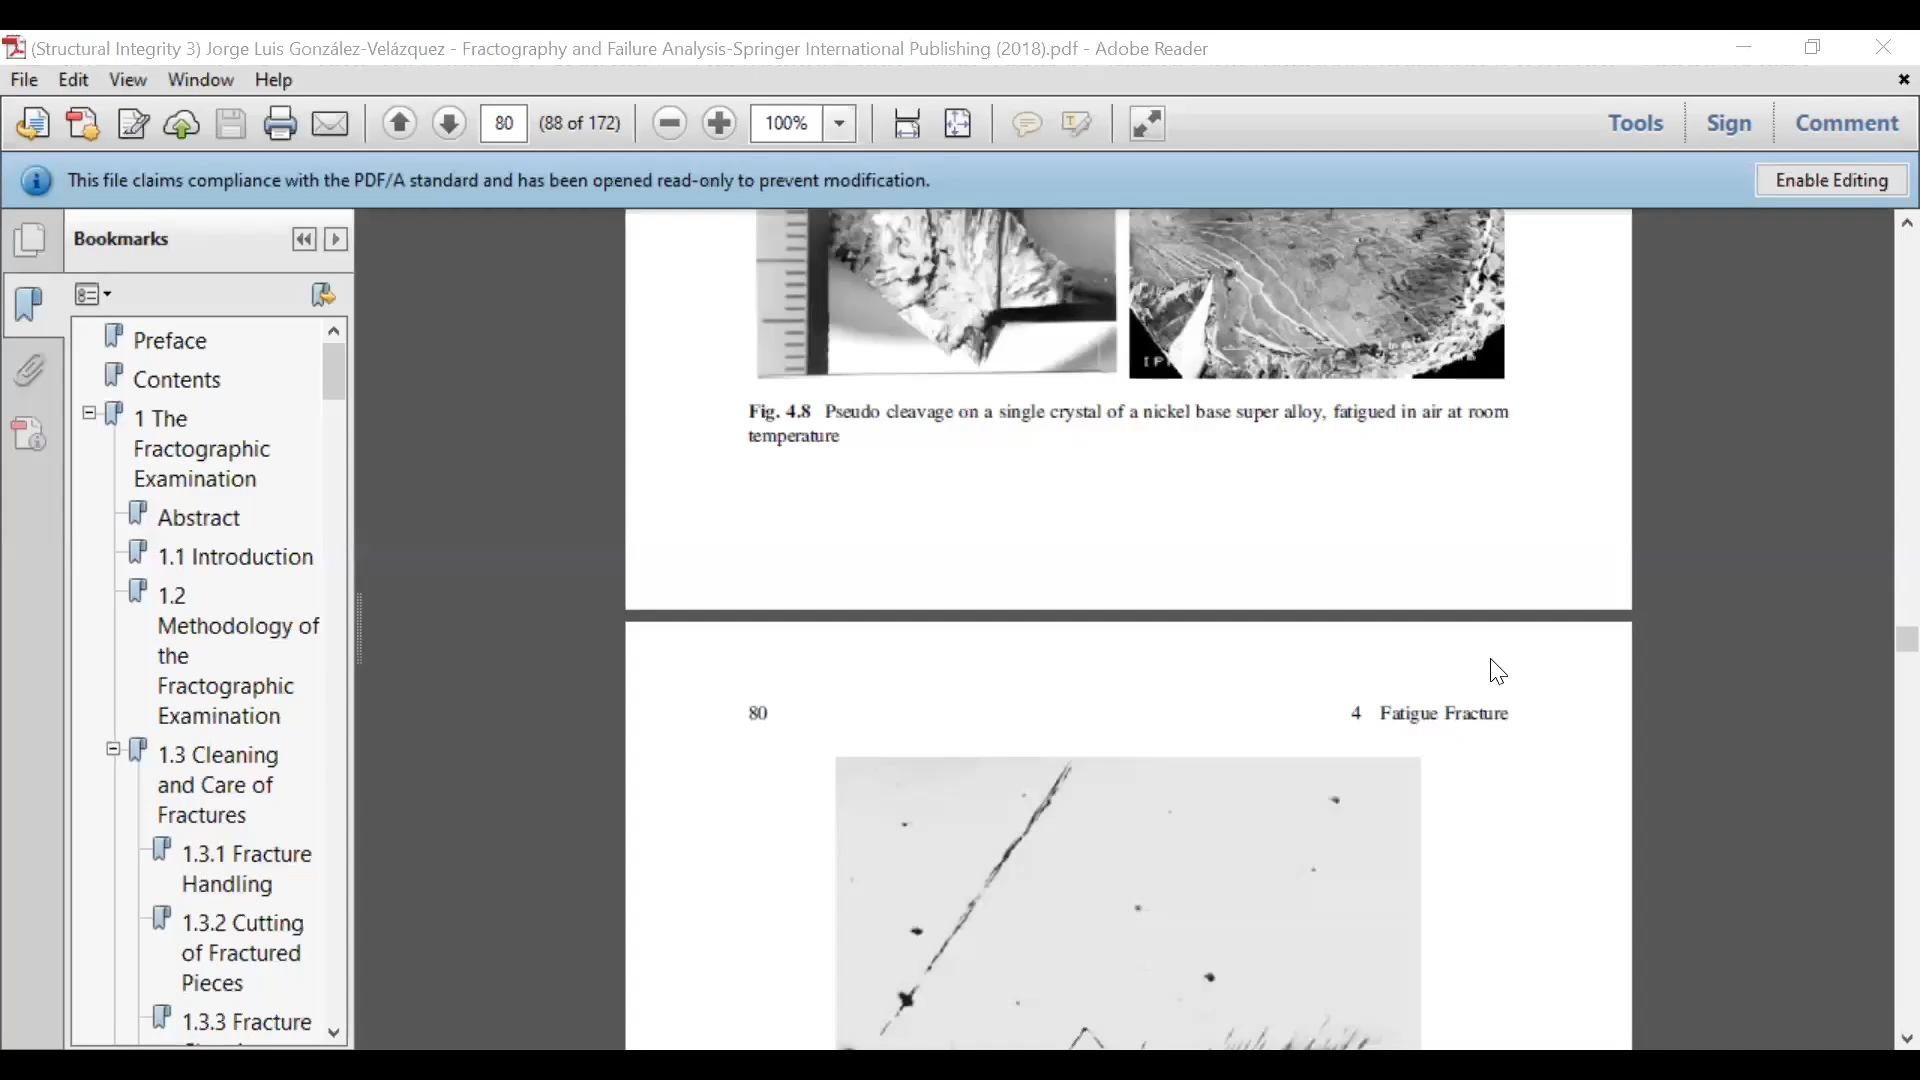 (Structural Integrity 3) Jorge Luis González-Velázquez - Fractography and Failure Analysis-Springer International Publishing (2018).pdf - Adobe Reader
File Edit View Window Help
80 (88 of 172) 100% Tools Sign Comment
This file claims compliance with the PDF/A standard and has been opened read-only to prevent modification. Enable Editing
Bookmarks
Preface
Contents
1 The
Fractographic
Examination
Abstract
1.1 Introduction
1.2
Methodology of
the
Fractographic
Examination
1.3 Cleaning
and Care of
Fractures
1.3.1 Fracture
Handling
1.3.2 Cutting
of Fractured
Pieces
1.3.3 Fracture
Fig. 4.8 Pseudo cleavage on a single crystal of a nickel base super alloy, fatigued in air at room
temperature
80 4 Fatigue Fracture